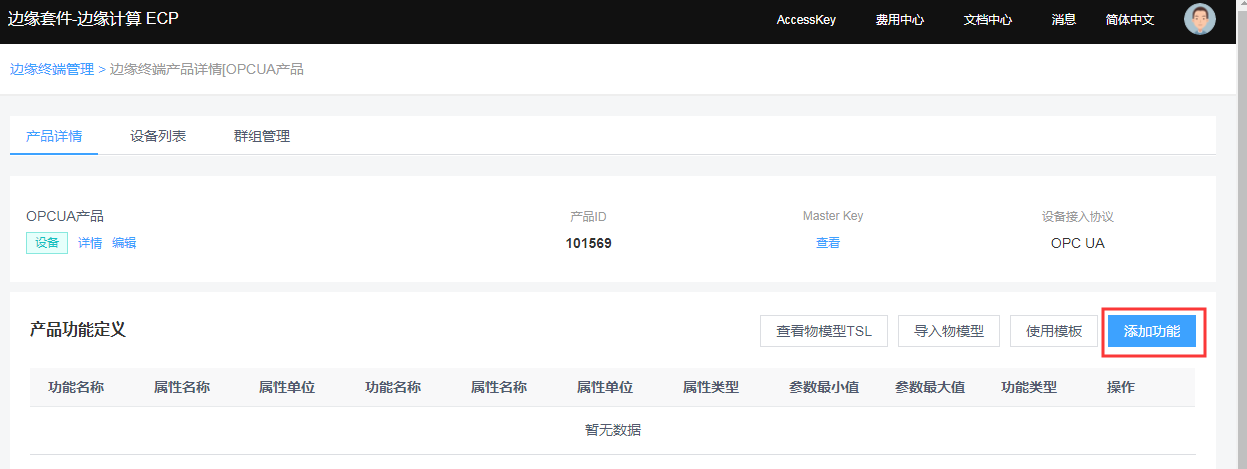 边缘套件-边缘计算 ECP AccessKey 费用中心 文档中心 消息 简体中文
边缘终端管理 > 边缘终端产品详情[OPCUA产品
产品详情 设备列表 群组管理
OPCUA产品 产品ID Master Key 设备接入协议
设备 详情 编辑 101569 查看 OPC UA
产品功能定义 查看物模型TSL 导入物模型 使用模板 添加功能
功能名称 属性名称 属性单位 功能名称 属性名称 属性单位 属性类型 参数最小值 参数最大值 功能类型 操作
暂无数据